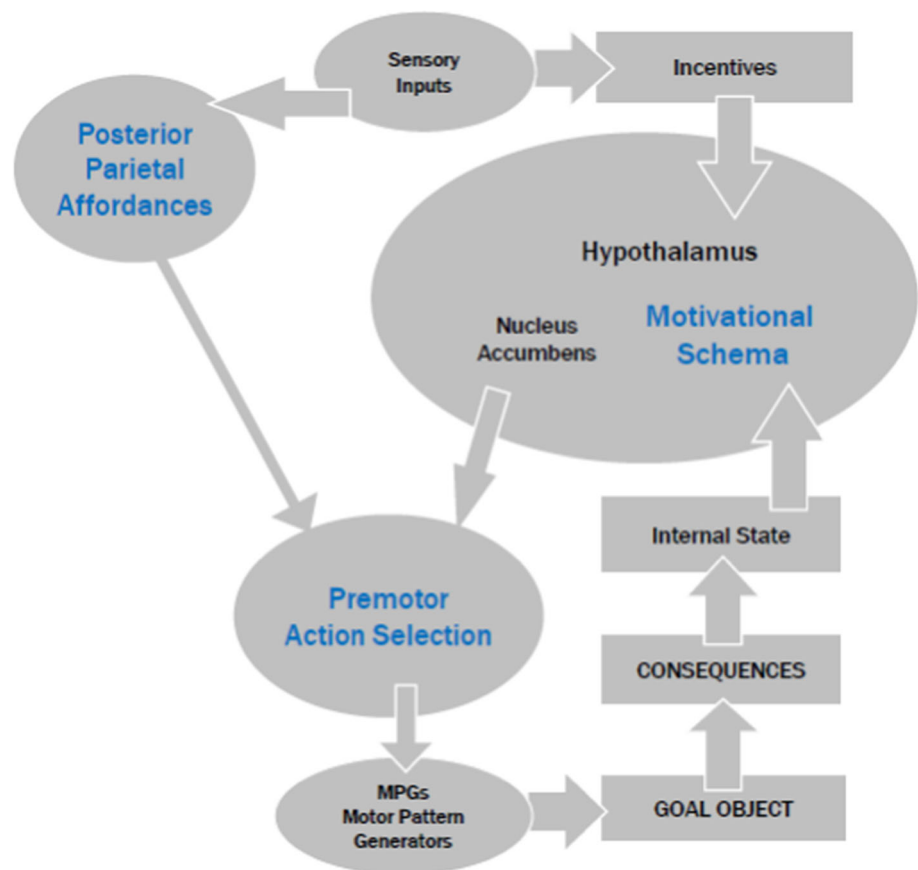 Sensory
Inputs
Incentives
Posterior
Parietal
Affordances
Hypothalamus
Nucleus
Accumbens
Motivational
Schema
Internal State
Premotor
Action Selection
CONSEQUENCES
MPGs
Motor Pattern
Generators
GOAL OBJECT